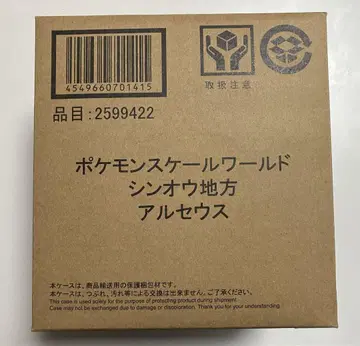 4549660701415
取扱注意
品目:2599422
ポケモンスケールワールド
シンオウ地方
アルセウス
本ケースは、商品輸送用の保護梱包材です。
本ケースは、つぶれ、汚れ等による交換は出来ません。ご了承ください。
This case is used solely for the purpose of protecting product during shipment.
Case may not be exchanged due to damage or discoloration. Thank you for your understanding.